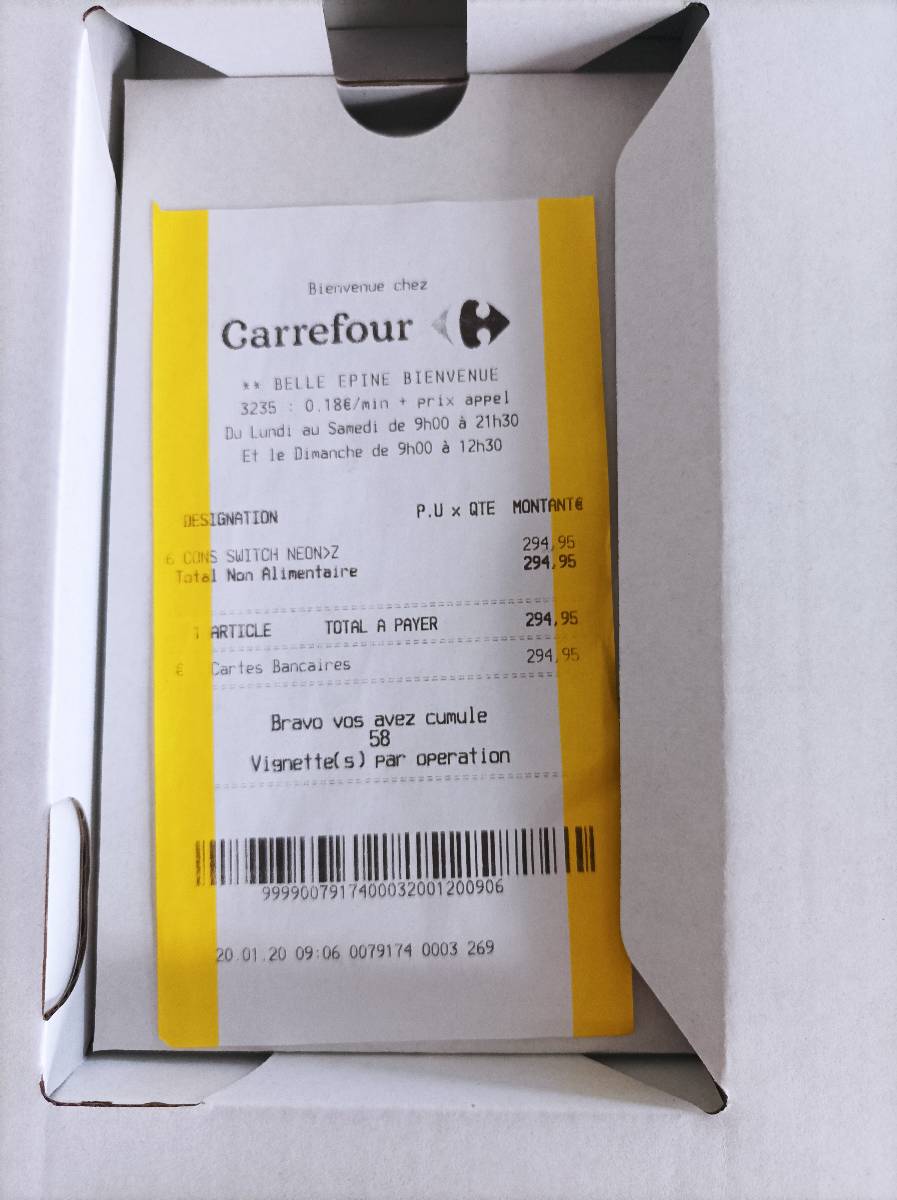 Bienvenue chez
Carrefour
** BELLE EPINE BIENVENUE
3235 : 0.18€/min + prix appel
Du Lundi au Samedi de 9h00 à 21h30
Et le Dimanche de 9h00 à 12h30
DESIGNATION P.U x QTE MONTANT€
6 CONS SWITCH NEON>Z 294,95
Total Non Alimentaire 294,95
1 ARTICLE TOTAL A PAYER 294,95
€ Cartes Bancaires 294,95
Bravo vos avez cumule
58
Vignette(s) par operation
9999007917400032001200906
20.01.20 09:06 0079174 0003 269